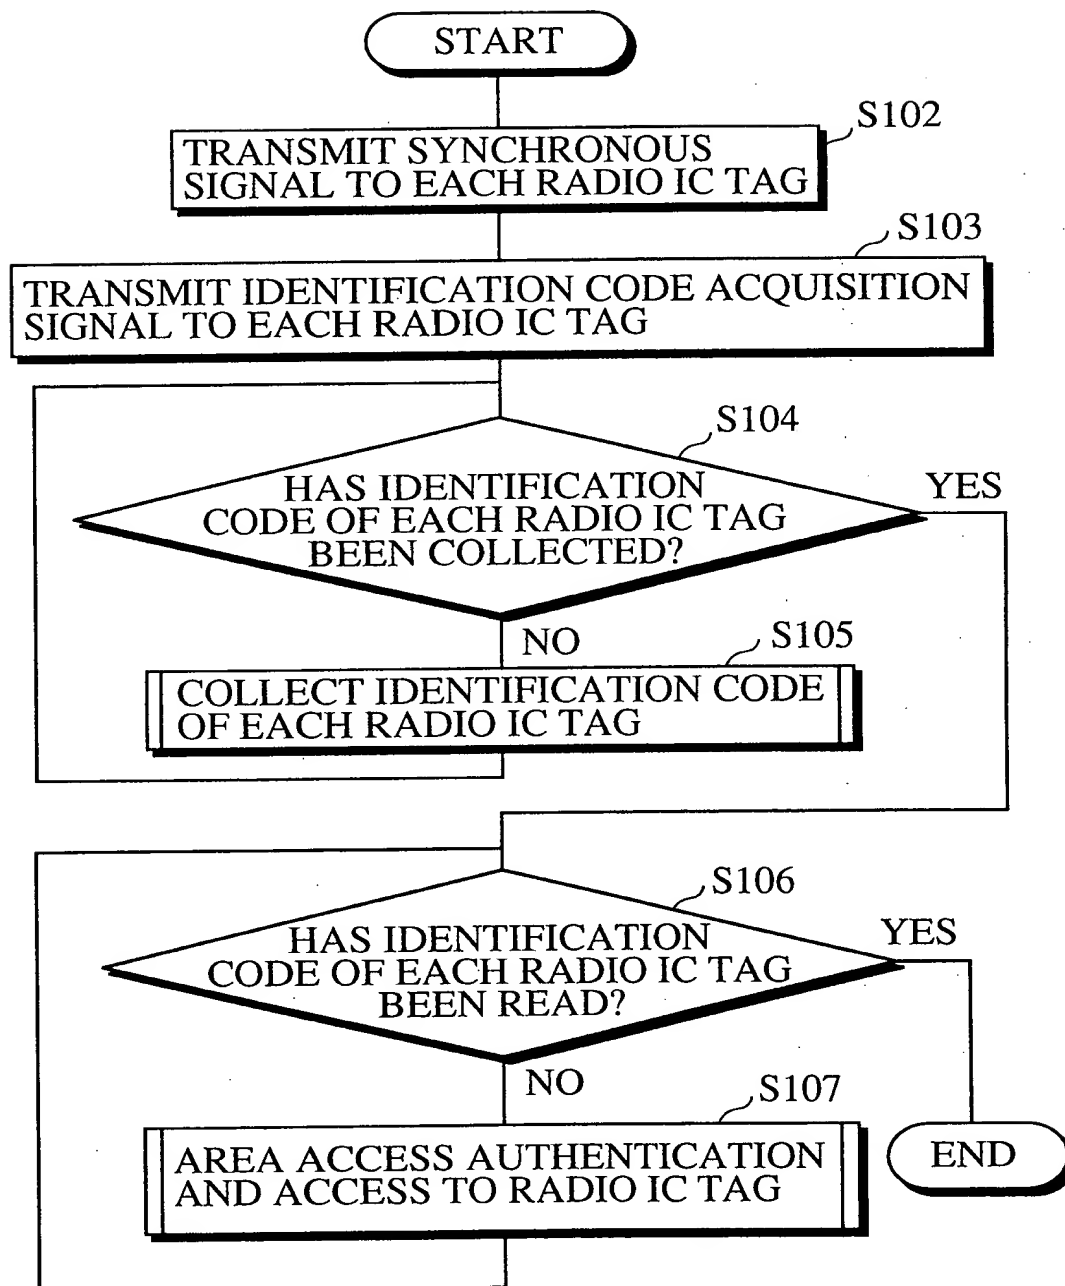 START
S102
TRANSMIT SYNCHRONOUS
SIGNAL TO EACH RADIO IC TAG
S103
TRANSMIT IDENTIFICATION CODE ACQUISITION
SIGNAL TO EACH RADIO IC TAG
S104
HAS IDENTIFICATION
CODE OF EACH RADIO IC TAG
BEEN COLLECTED?
YES
NO
S105
COLLECT IDENTIFICATION CODE
OF EACH RADIO IC TAG
S106
HAS IDENTIFICATION
CODE OF EACH RADIO IC TAG
BEEN READ?
YES
NO
S107
AREA ACCESS AUTHENTICATION
AND ACCESS TO RADIO IC TAG
END